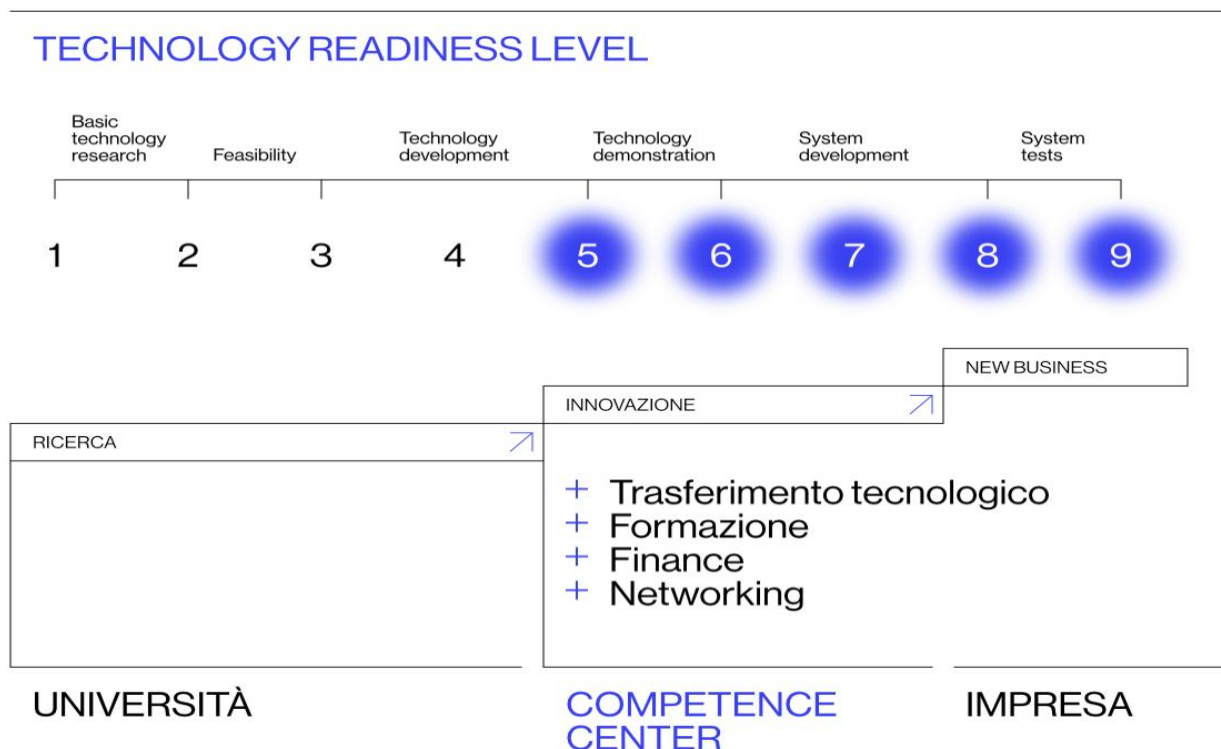 TECHNOLOGY READINESS LEVEL
Basic
technology
research
Feasibility
Technology
development
Technology
demonstration
System
development
System
tests
1 2 3 4 5 6 7 8 9
NEW BUSINESS
INNOVAZIONE
RICERCA
+ Trasferimento tecnologico
+ Formazione
+ Finance
+ Networking
UNIVERSITÀ
COMPETENCE
CENTER
IMPRESA